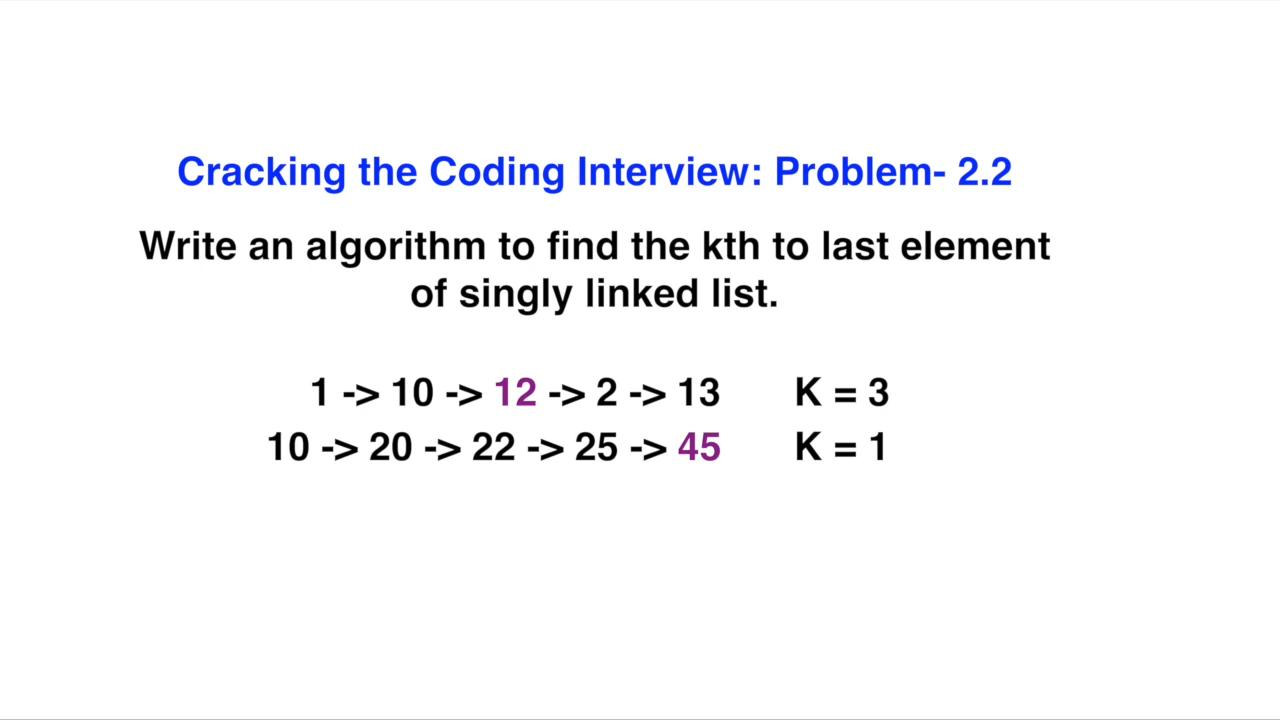 Cracking the Coding Interview: Problem- 2.2
Write an algorithm to find the kth to last element
of singly linked list.
1 -> 10 -> 12 -> 2 -> 13 K = 3
10 -> 20 -> 22 -> 25 -> 45 K = 1